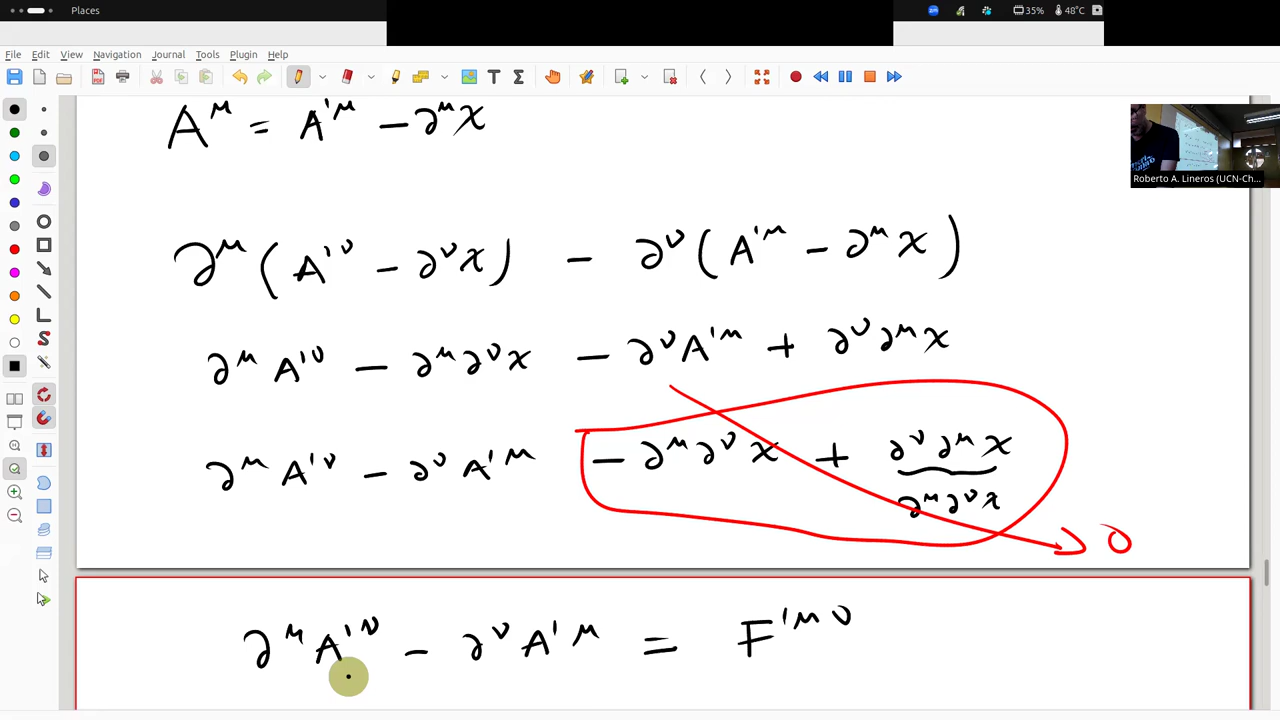 Places
35% 48°C
File Edit View Navigation Journal Tools Plugin Help
A^μ = A'^μ − ∂^μ χ
Roberto A. Lineros (UCN-Ch...
∂^μ (A'^ν − ∂^ν χ) − ∂^ν (A'^μ − ∂^μ χ)
∂^μ A'^ν − ∂^μ ∂^ν χ − ∂^ν A'^μ + ∂^ν ∂^μ χ
∂^μ A'^ν − ∂^ν A'^μ − ∂^μ ∂^ν χ + ∂^ν ∂^μ χ
∂^μ ∂^ν χ
0
∂^μ A'^ν − ∂^ν A'^μ = F'^μν